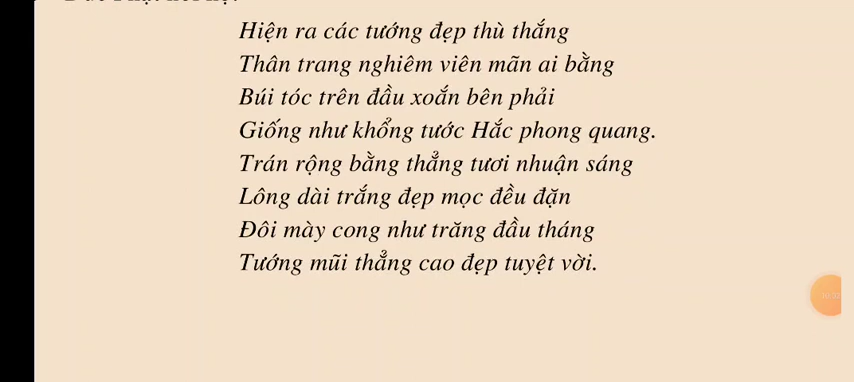 Hiện ra các tướng đẹp thù thắng
Thân trang nghiêm viên mãn ai bằng
Búi tóc trên đầu xoắn bên phải
Giống như khổng tước Hắc phong quang.
Trán rộng bằng thẳng tươi nhuận sáng
Lông dài trắng đẹp mọc đều đặn
Đôi mày cong như trăng đầu tháng
Tướng mũi thẳng cao đẹp tuyệt vời.